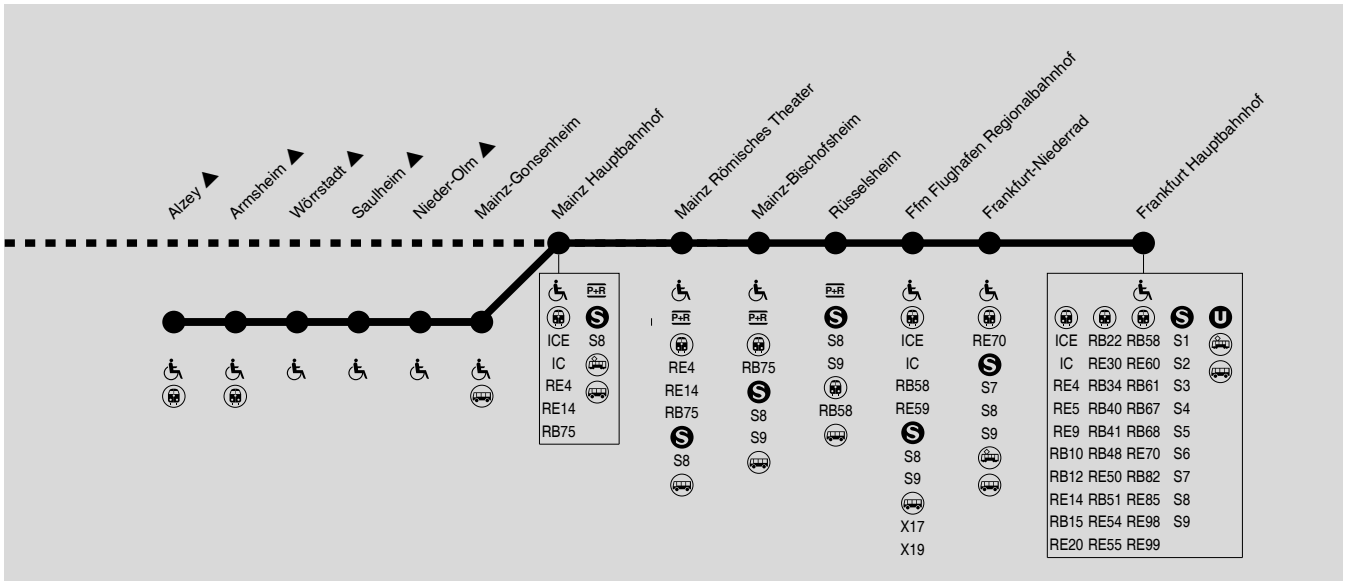 Alzey
Armsheim
Wörrstadt
Saulheim
Nieder-Olm
Mainz-Gonsenheim
Mainz Hauptbahnhof
Mainz Römisches Theater
Mainz-Bischofsheim
Rüsselsheim
Ffm Flughafen Regionalbahnhof
Frankfurt-Niederrad
Frankfurt Hauptbahnhof
P+R
S
ICE S8
IC
RE4
RE14
RB75
P+R
RE4
RE14
RB75
S
S8
P+R
RB75
S
S8
S9
P+R
S
S8
S9
RB58
ICE
IC
RB58
RE59
S
S8
S9
X17
X19
RE70
S
S7
S8
S9
S U
ICE RB22 RB58 S1
IC RE30 RE60 S2
RE4 RB34 RB61 S3
RE5 RB40 RB67 S4
RE9 RB41 RB68 S5
RB10 RB48 RE70 S6
RB12 RE50 RB82 S7
RE14 RB51 RE85 S8
RB15 RE54 RE98 S9
RE20 RE55 RE99